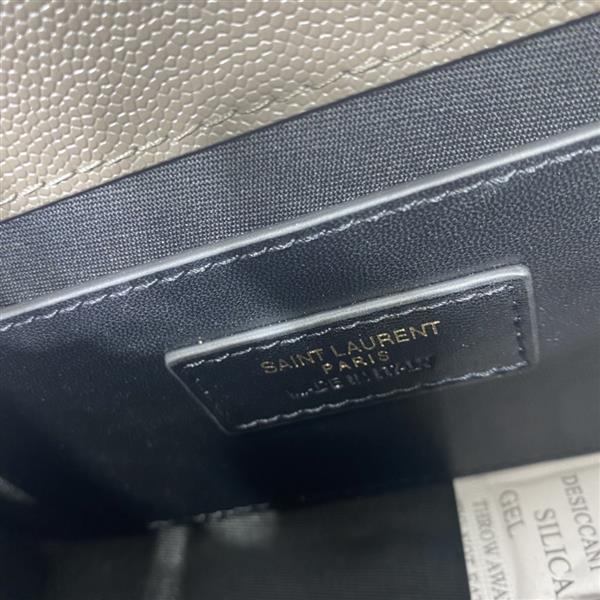 SAINT LAURENT
PARIS
MADE IN ITALY
DESICCANT
SILICA
GEL
THROW AWAY